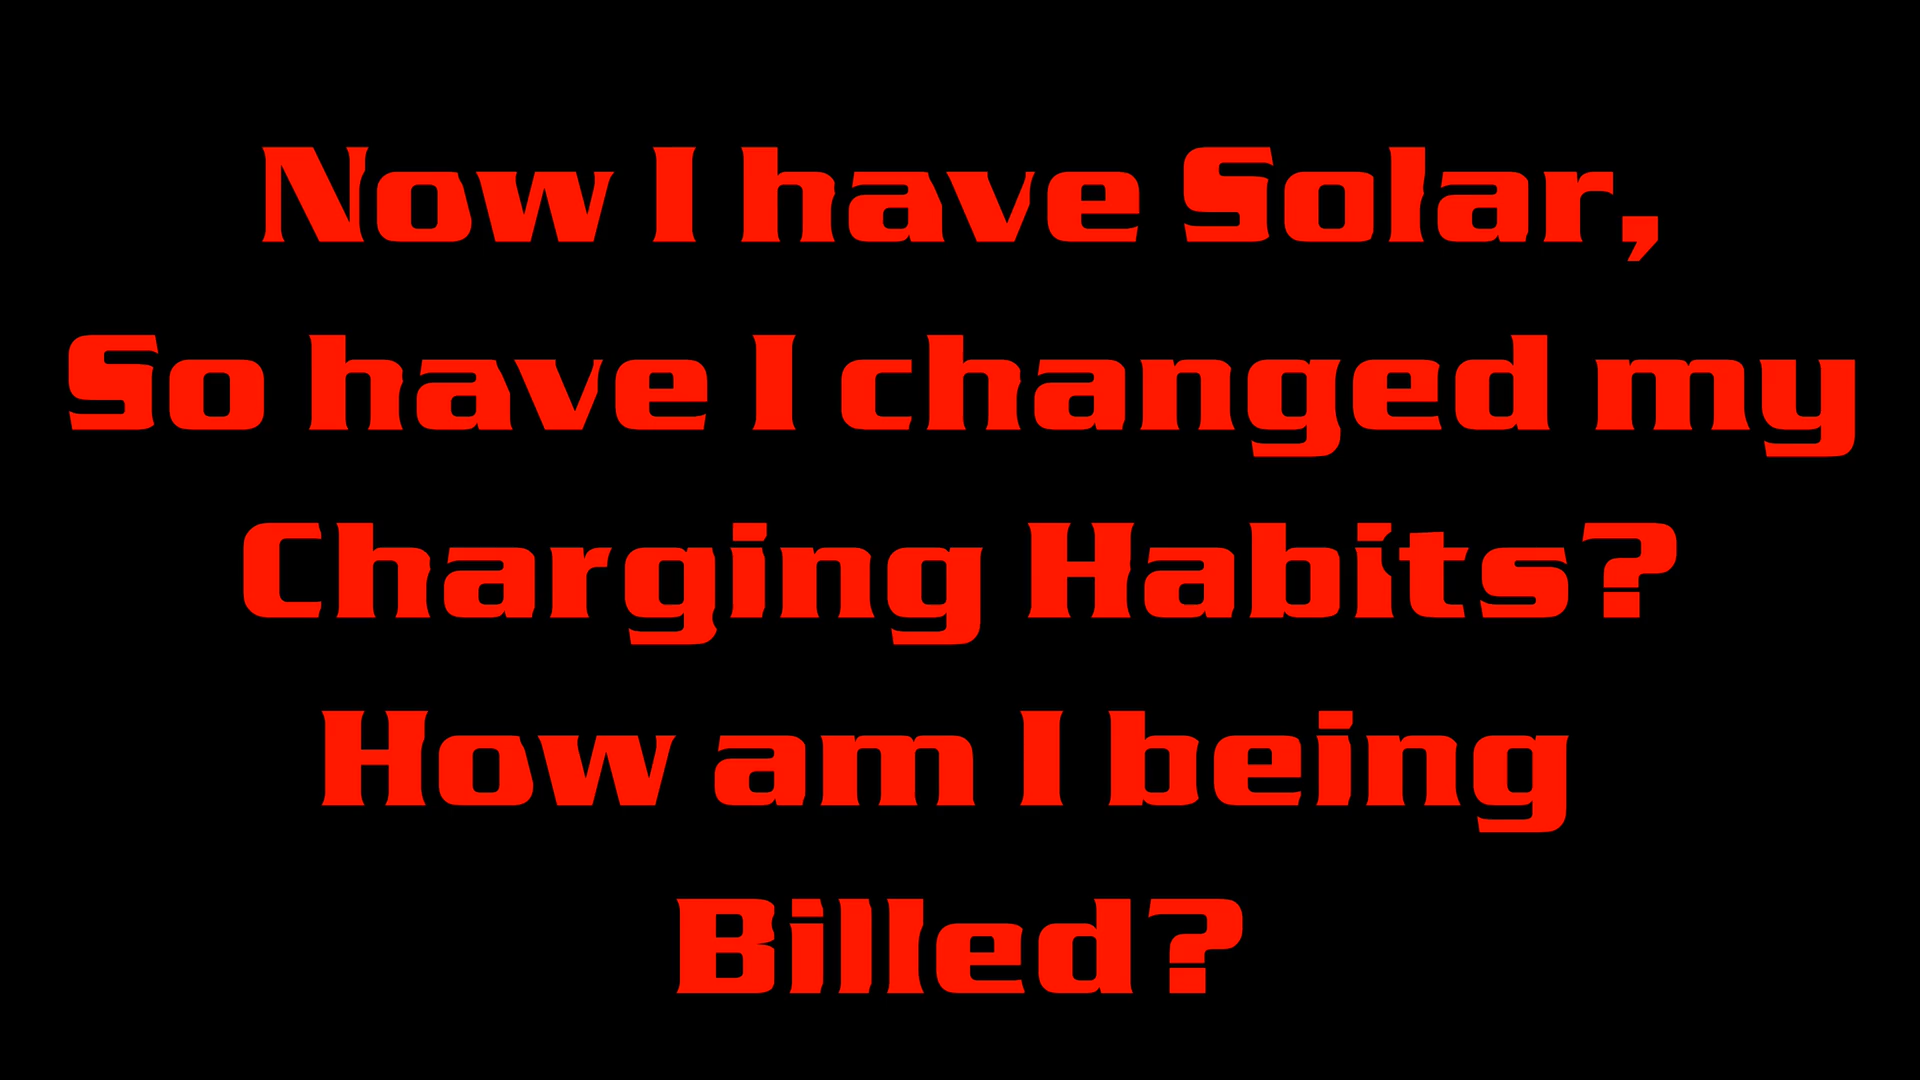 Now I have Solar,
So have I changed my
Charging Habits?
How am I being
Billed?